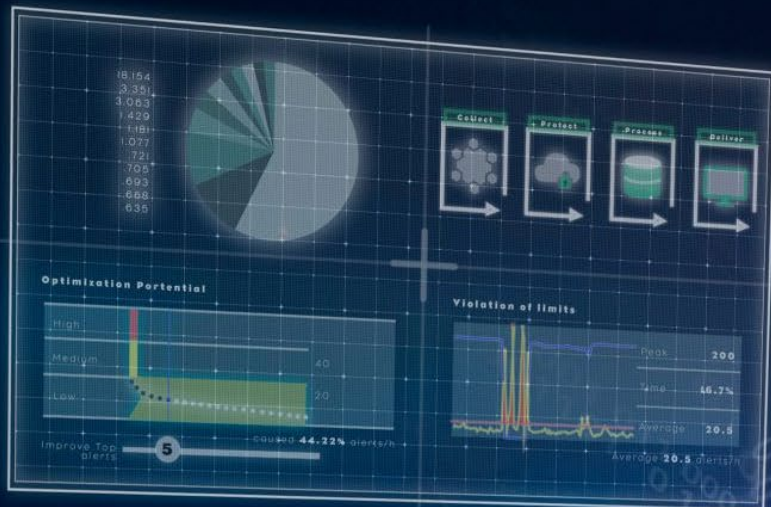 18.154
3.351
3.063
1.429
1.181
1.077
.721
.705
.693
.668
.635
Collect
Protect
Process
Deliver
Optimization Portential
High
Medium
Low
40
20
caused 44.22% alerts/h
Improve Top
alerts
5
Violation of limits
Peak 200
Time 16.7%
Average 20.5
Average 20.5 alerts/h